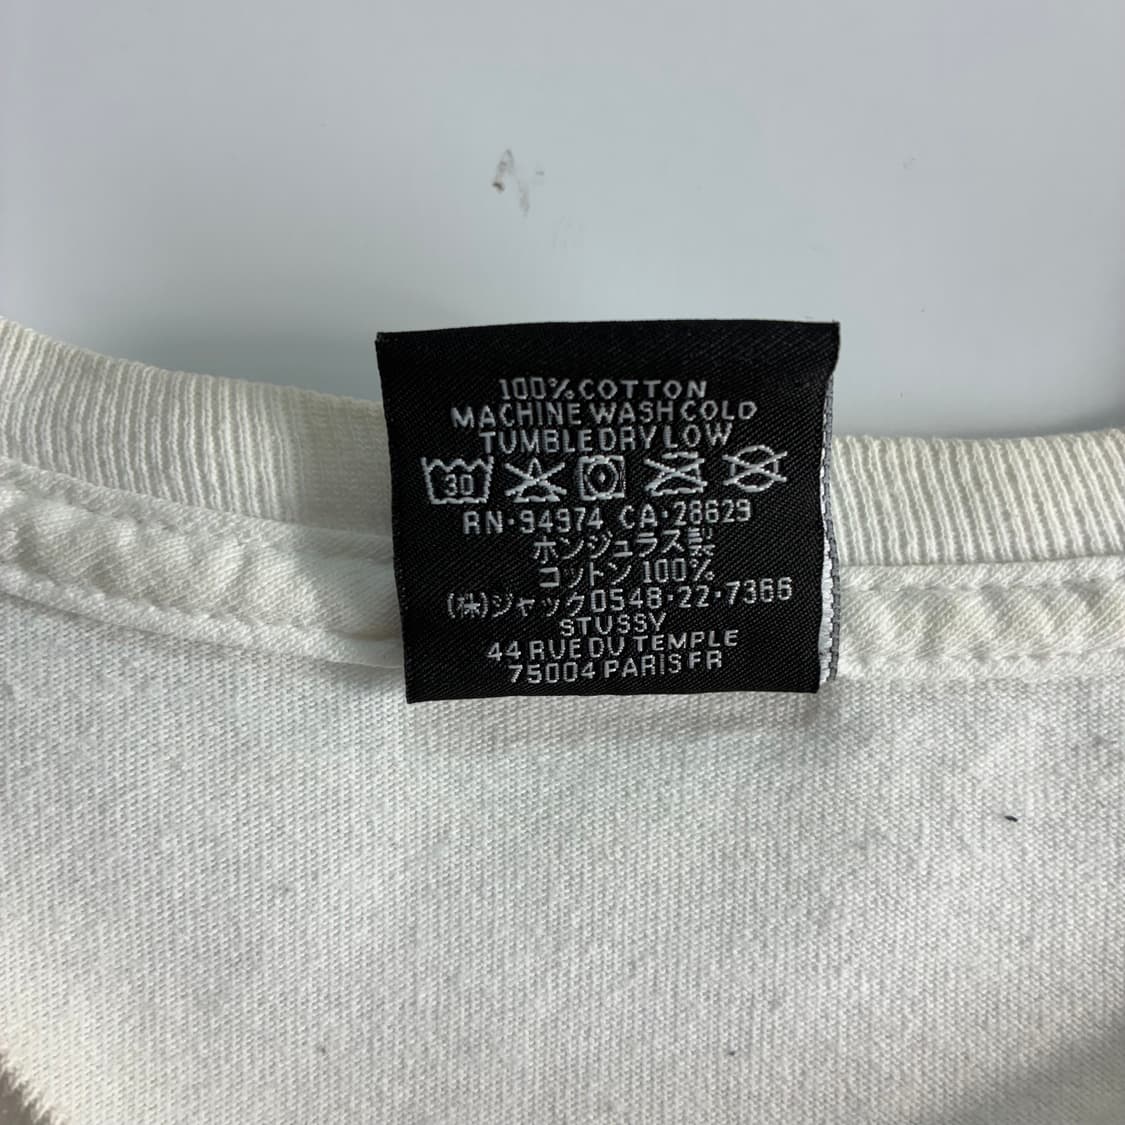 100% COTTON
MACHINE WASH COLD
TUMBLE DRY LOW
30
RN·94974 CA·28629
ホンジュラス製
コットン 100%
(株)ジャック0548·22·7366
STUSSY
44 RUE DU TEMPLE
75004 PARIS FR